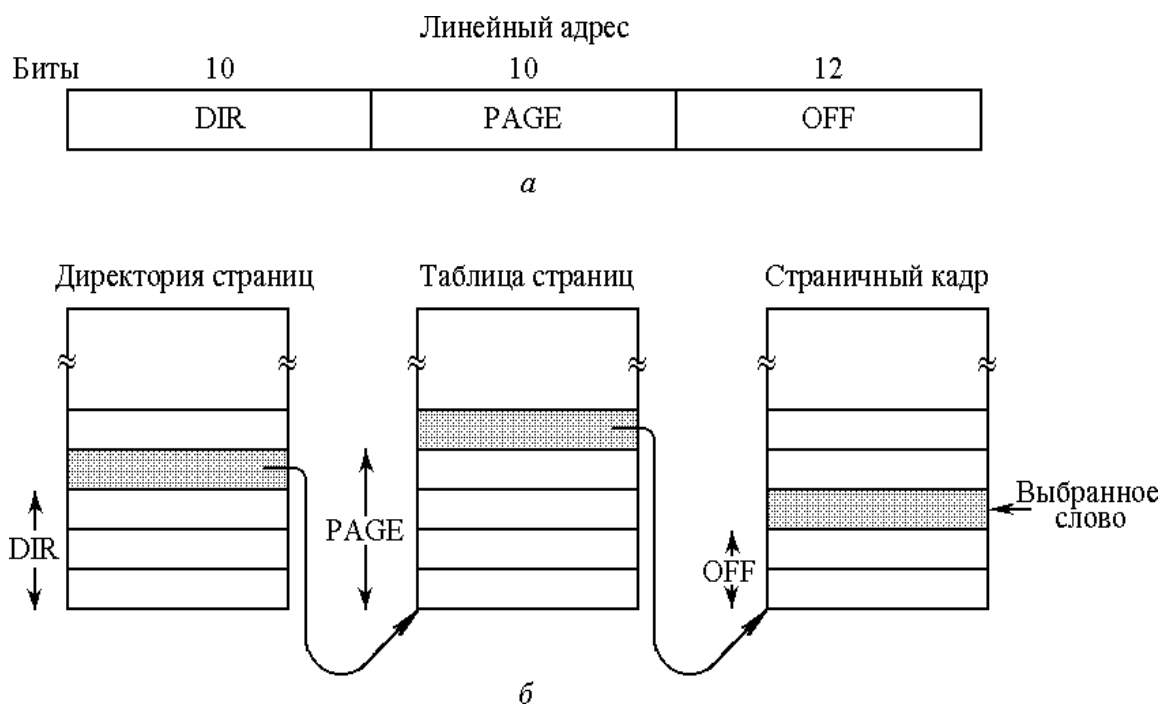 Линейный адрес
Биты 10 10 12
DIR PAGE OFF
а
Директория страниц Таблица страниц Страничный кадр
Выбранное
слово
PAGE
DIR
OFF
б